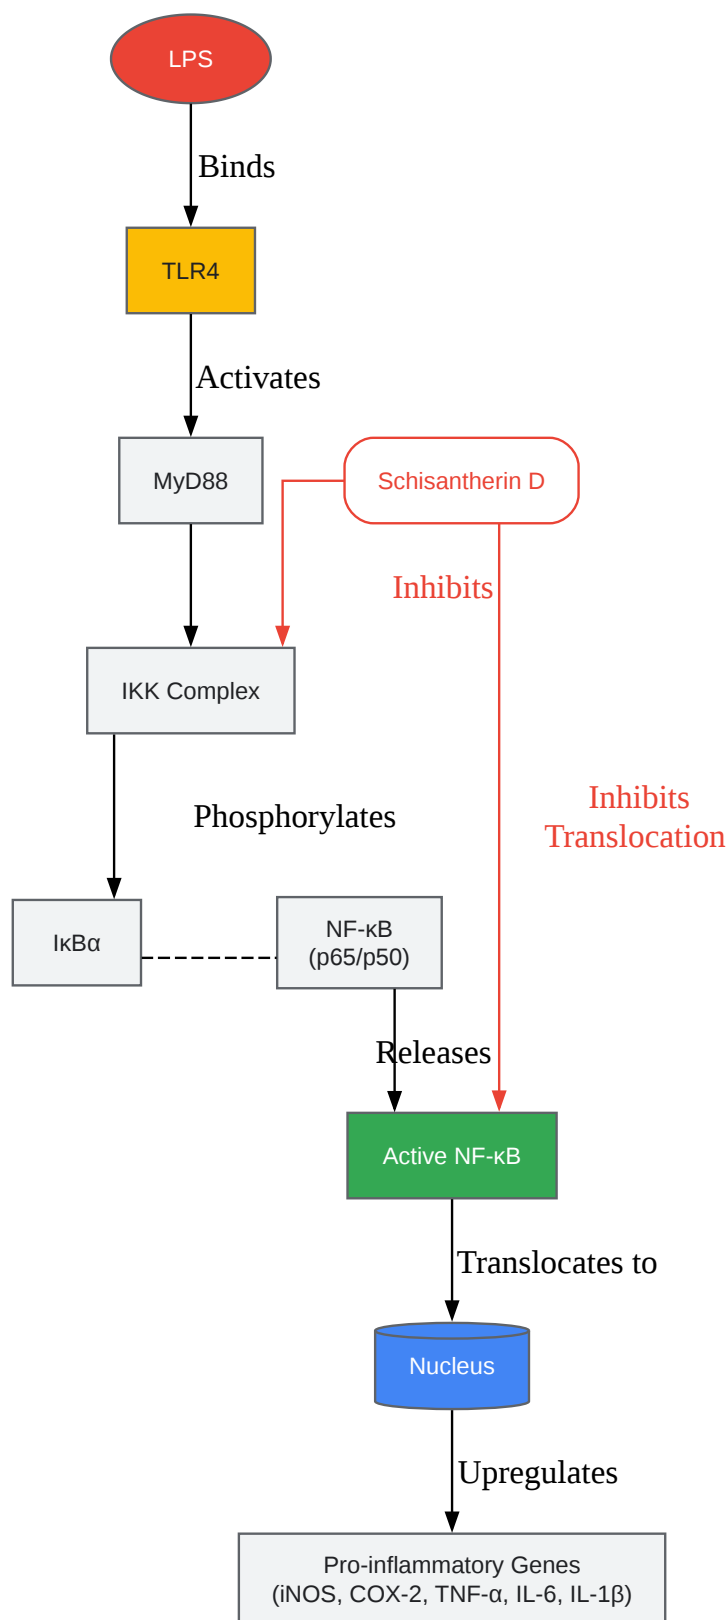 LPS
Binds
TLR4
Activates
MyD88
Schisantherin D
Inhibits
IKK Complex
Inhibits
Translocation
Phosphorylates
IκBα
NF-κB
(p65/p50)
Releases
Active NF-κB
Translocates to
Nucleus
Upregulates
Pro-inflammatory Genes
(iNOS, COX-2, TNF-α, IL-6, IL-1β)